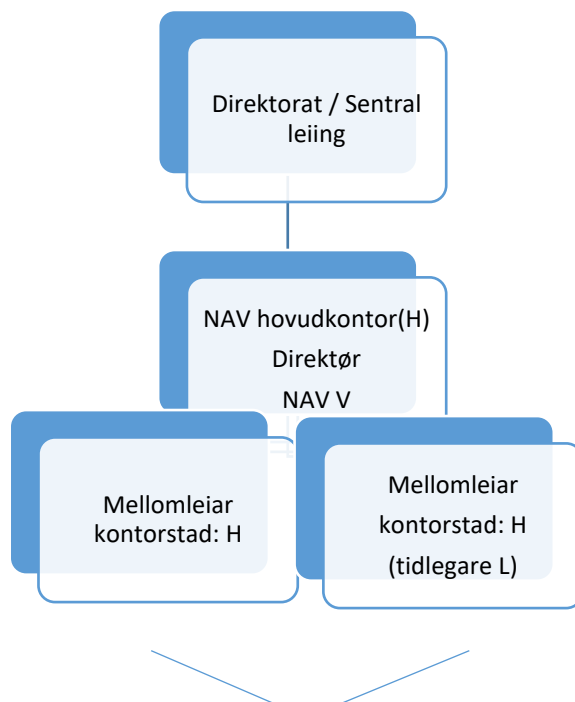 Direktorat / Sentral
leiing
NAV hovudkontor(H)
Direktør
NAV V
Mellomleiar
kontorstad: H
Mellomleiar
kontorstad: H
(tidlegare L)